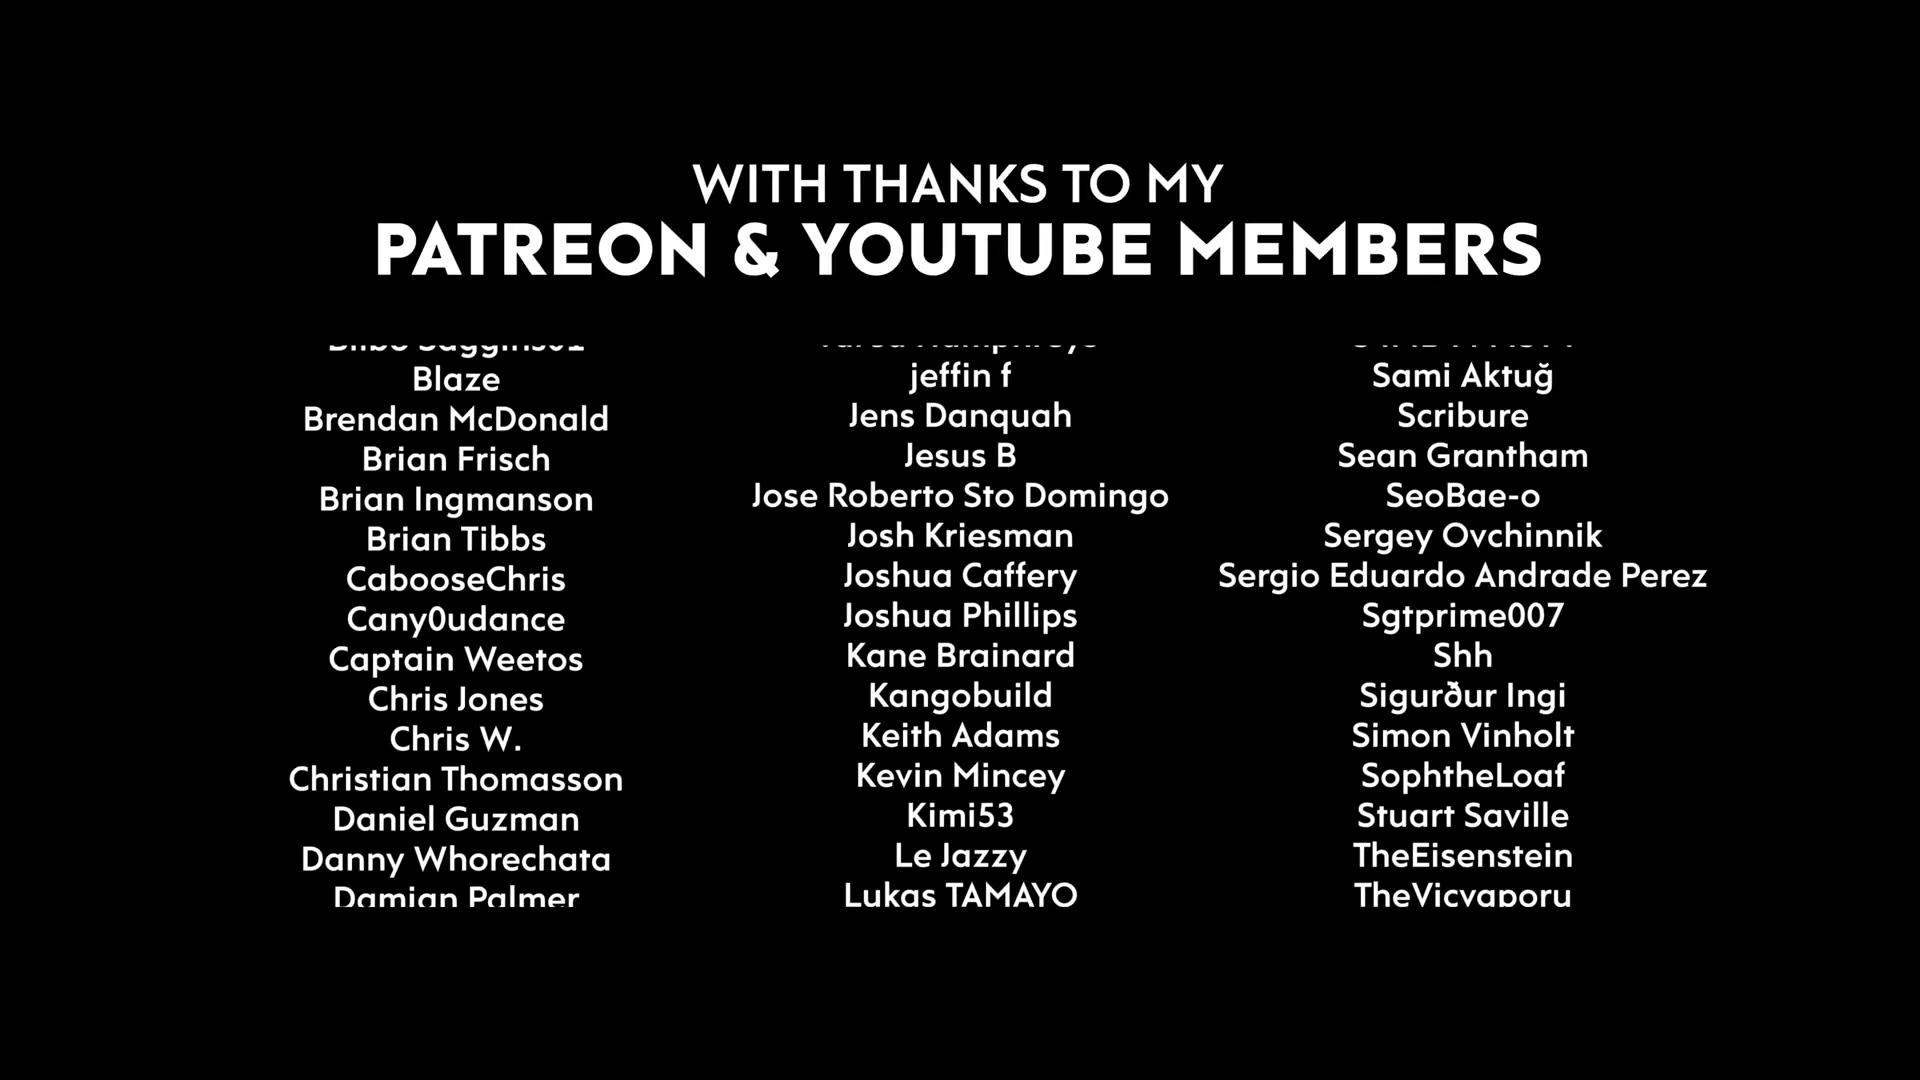 WITH THANKS TO MY
PATREON & YOUTUBE MEMBERS
Bilbo Saggins01
Blaze
Brendan McDonald
Brian Frisch
Brian Ingmanson
Brian Tibbs
CabooseChris
Cany0udance
Captain Weetos
Chris Jones
Chris W.
Christian Thomasson
Daniel Guzman
Danny Whorechata
Damian Palmer
Humphreys
jeffin f
Jens Danquah
Jesus B
Jose Roberto Sto Domingo
Josh Kriesman
Joshua Caffery
Joshua Phillips
Kane Brainard
Kangobuild
Keith Adams
Kevin Mincey
Kimi53
Le Jazzy
Lukas TAMAYO
Sami Aktuğ
Scribure
Sean Grantham
SeoBae-o
Sergey Ovchinnik
Sergio Eduardo Andrade Perez
Sgtprime007
Shh
Sigurður Ingi
Simon Vinholt
SophtheLoaf
Stuart Saville
TheEisenstein
TheVicvaporu